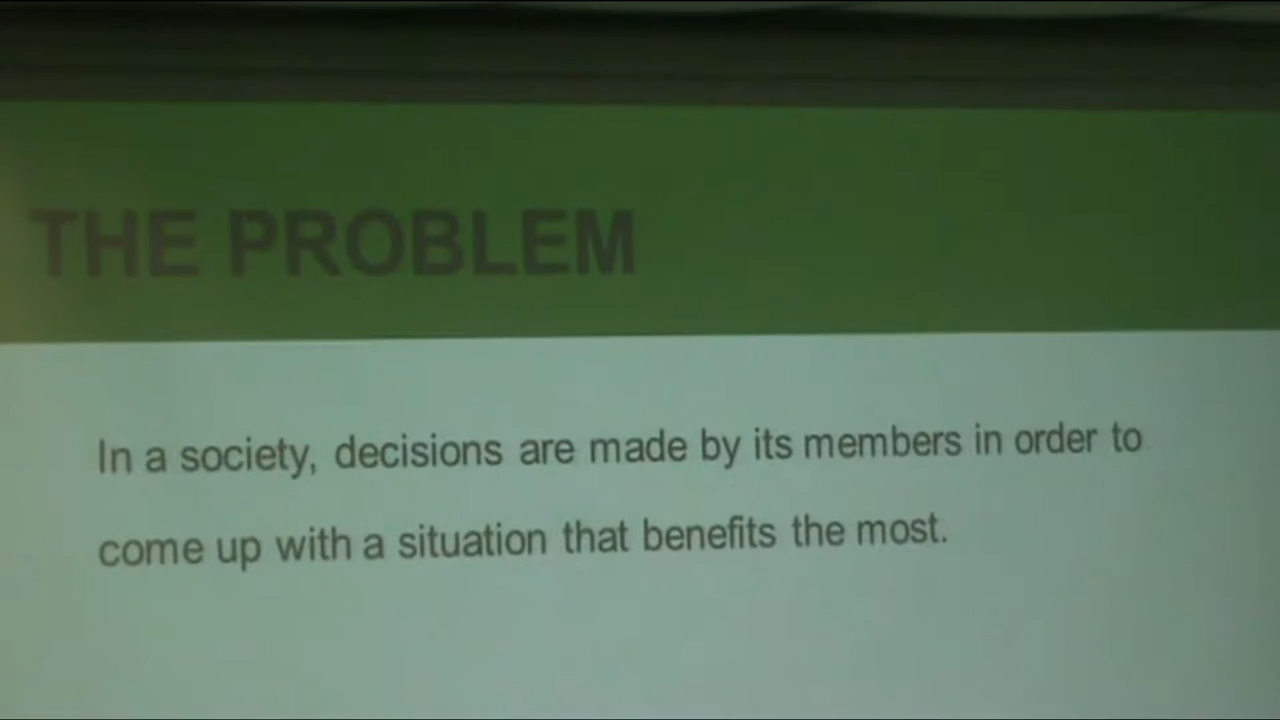 THE PROBLEM
In a society, decisions are made by its members in order to
come up with a situation that benefits the most.